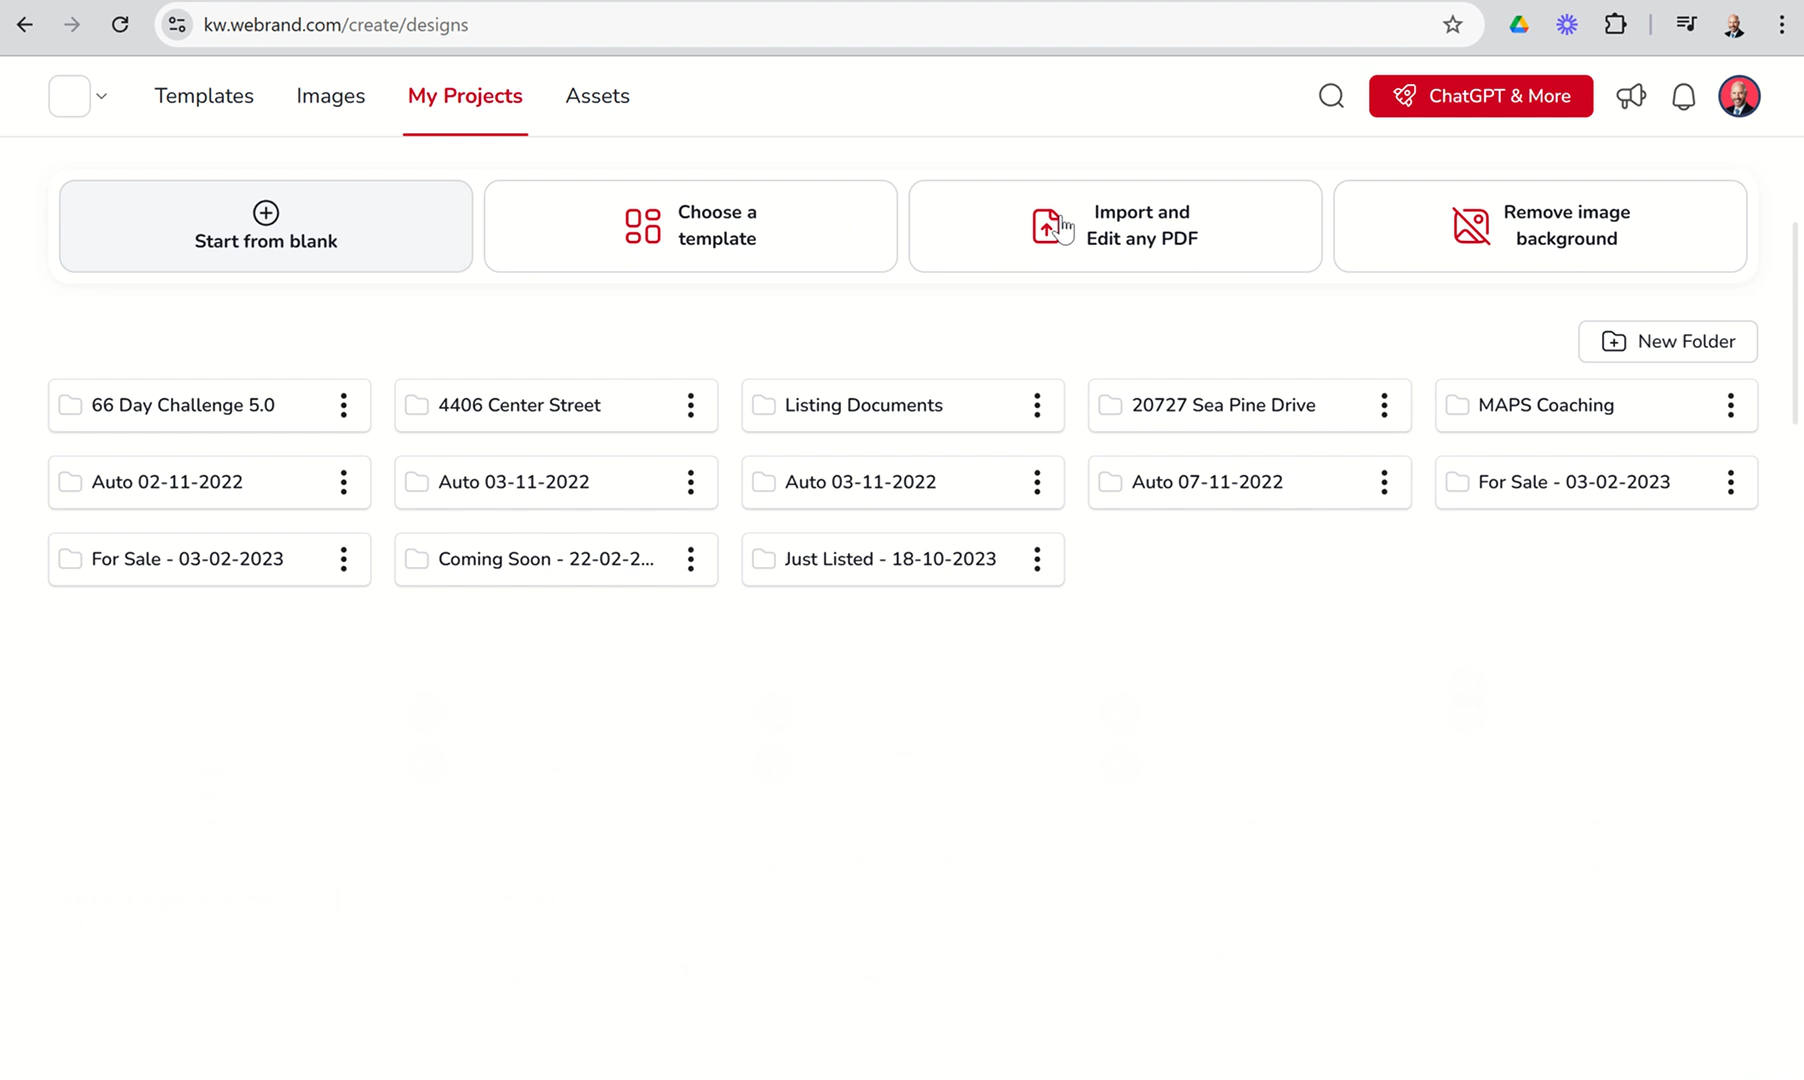 kw.webrand.com/create/designs
Templates
Images
My Projects
Assets
ChatGPT & More
Start from blank
Choose a
template
Import and
Edit any PDF
Remove image
background
New Folder
66 Day Challenge 5.0
4406 Center Street
Listing Documents
20727 Sea Pine Drive
MAPS Coaching
Auto 02-11-2022
Auto 03-11-2022
Auto 03-11-2022
Auto 07-11-2022
For Sale - 03-02-2023
For Sale - 03-02-2023
Coming Soon - 22-02-2...
Just Listed - 18-10-2023